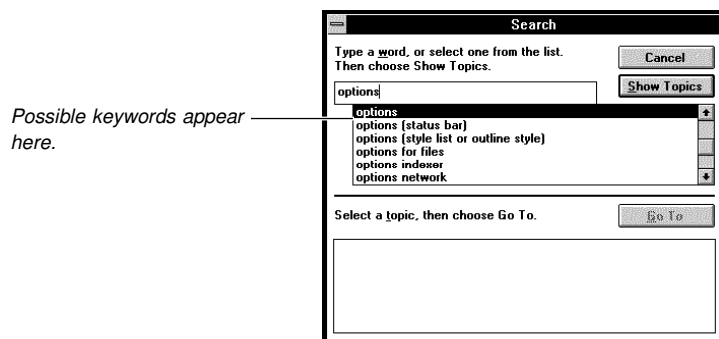 Search
Type a word, or select one from the list.
Then choose Show Topics.
Cancel
Show Topics
options
Possible keywords appear
here.
options
options (status bar)
options (style list or outline style)
options for files
options indexer
options network
Select a topic, then choose Go To.
Go To